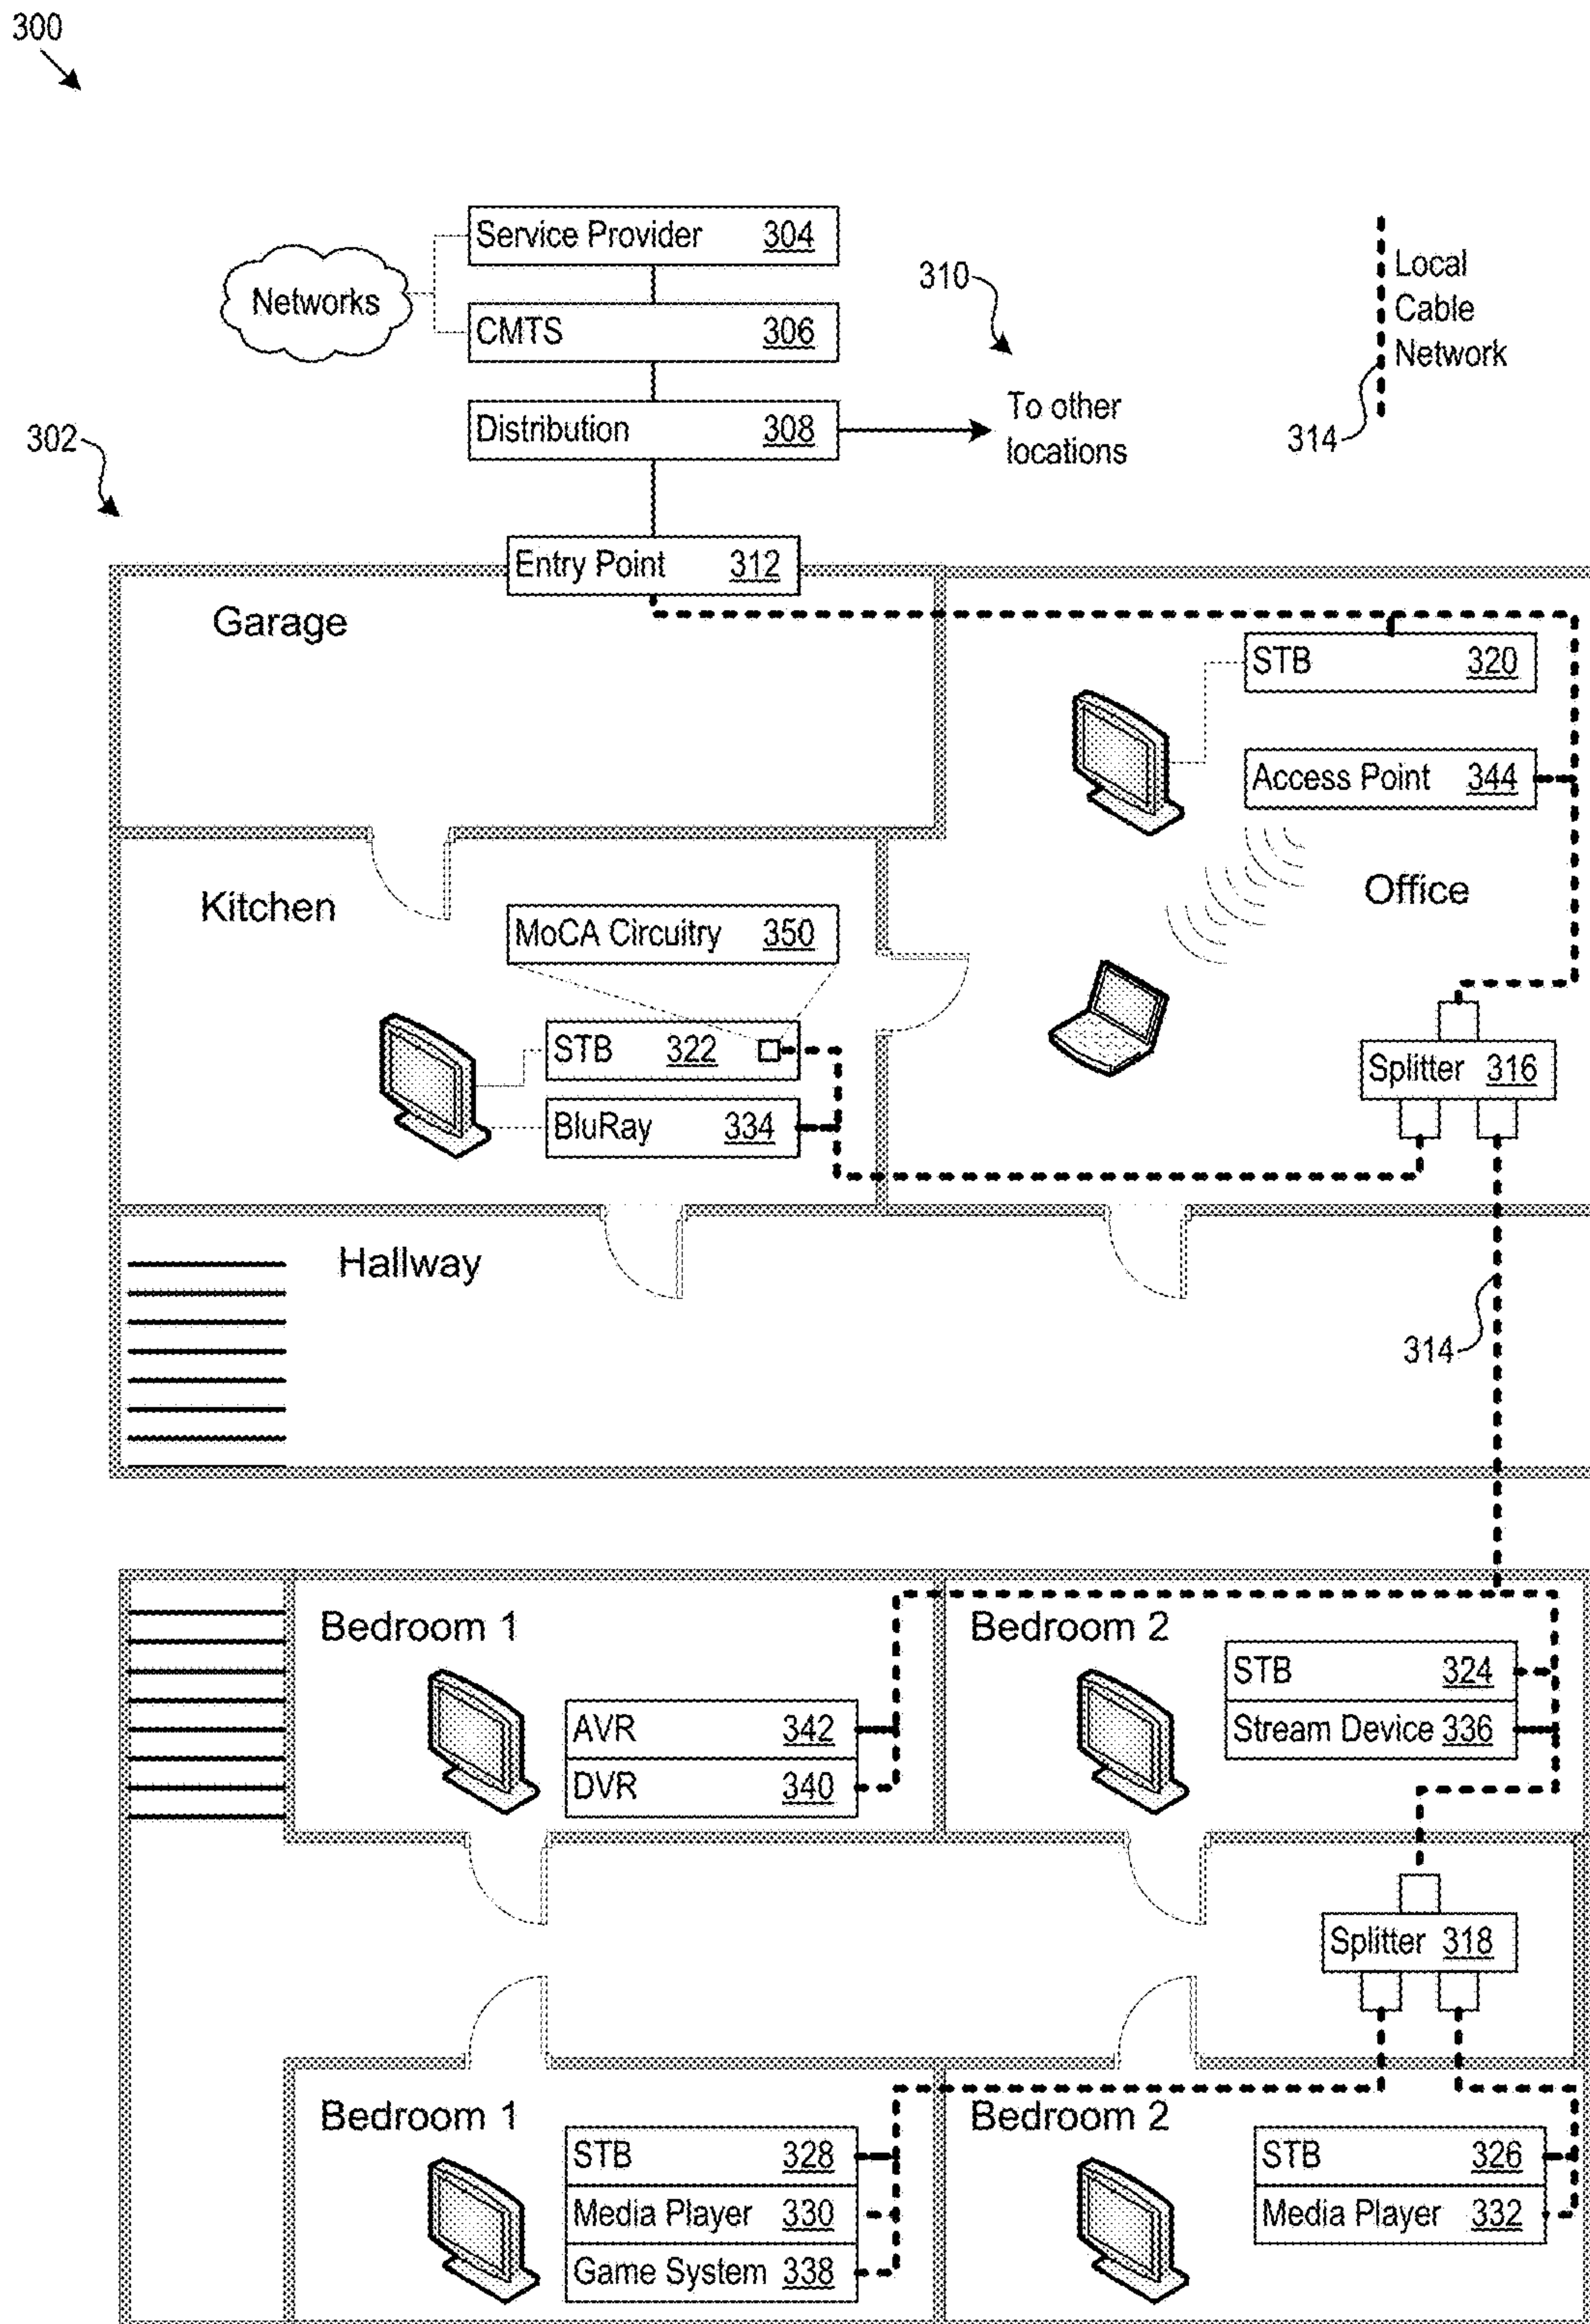 300
Service Provider 304
Networks
CMTS 306
Distribution 308
310
To other
locations
Local
Cable
Network
314
302
Entry Point 312
Garage
STB 320
Access Point 344
Office
Kitchen
MoCA Circuitry 350
STB 322
BluRay 334
Splitter 316
Hallway
314
Bedroom 1
AVR 342
DVR 340
Bedroom 2
STB 324
Stream Device 336
Splitter 318
Bedroom 1
STB 328
Media Player 330
Game System 338
Bedroom 2
STB 326
Media Player 332